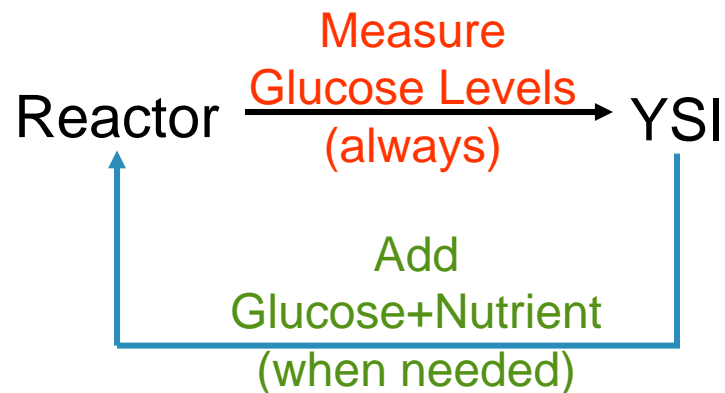 Measure
Glucose Levels
Reactor
YSI
(always)
Add
Glucose+Nutrient
(when needed)